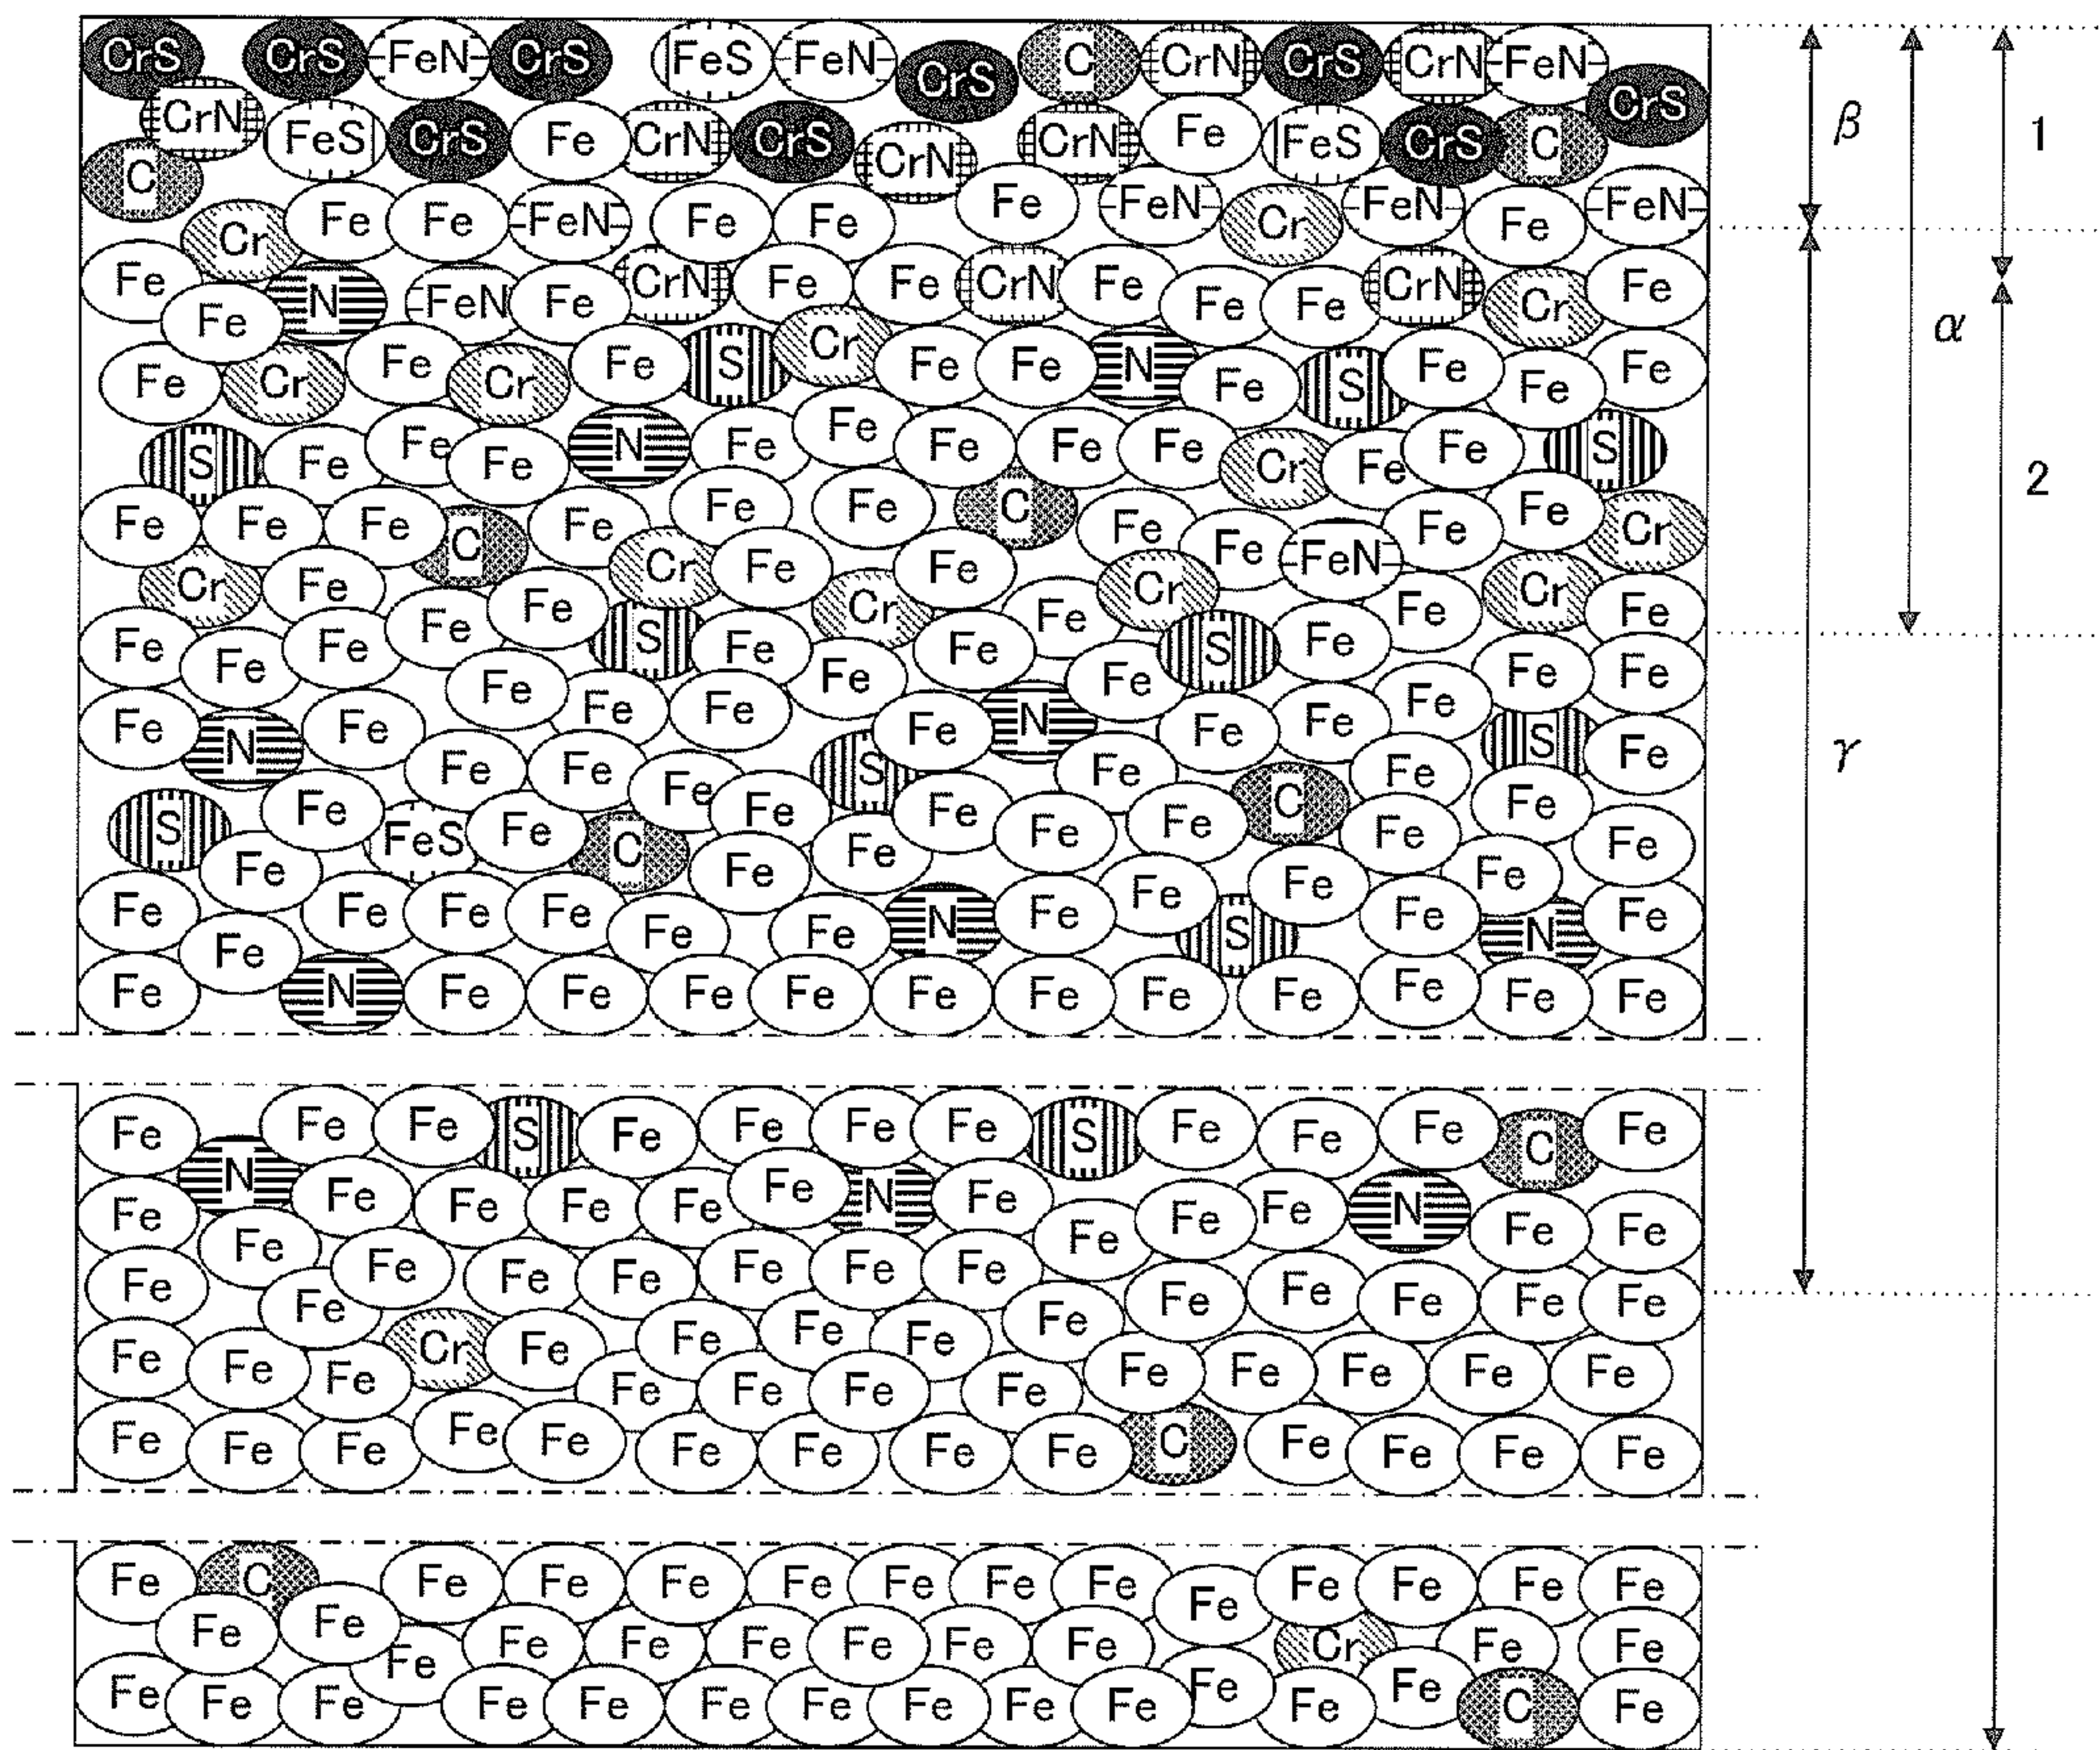 CrS CrS FeN CrS FeS FeN CrS C CrN CrS CrN FeN CrS
CrN FeS CrS Fe CrN CrS CrN CrN Fe FeS CrS C
C Cr Fe Fe FeN Fe Fe Fe FeN Cr FeN Fe FeN
Fe Fe N FeN Fe CrN Fe Fe CrN Fe Fe Fe CrN Cr Fe
Fe Cr Fe Cr Fe S Cr Fe Fe N Fe S Fe Fe Fe
S Fe Fe Fe N Fe Fe Fe Fe Fe Cr Fe Fe S
Fe Fe Fe C Fe Fe Fe C Fe Fe FeN Fe Fe Cr
Cr Fe Fe Cr Fe Cr Fe Fe Cr Fe Cr Fe
Fe Fe Fe Fe S Fe Fe Fe Fe S Fe Fe Fe
Fe N Fe Fe Fe Fe Fe N Fe Fe Fe S Fe
Fe Fe Fe Fe S Fe C Fe Fe
S Fe Fe FeS Fe C Fe Fe Fe Fe Fe Fe Fe Fe
Fe Fe Fe Fe Fe Fe Fe N Fe Fe S Fe Fe N Fe
Fe N Fe Fe Fe Fe Fe Fe Fe Fe Fe Fe Fe
Fe Fe Fe S Fe Fe Fe Fe S Fe Fe Fe C Fe
N Fe Fe Fe Fe Fe N Fe Fe Fe N Fe Fe
Fe Fe Fe Fe Fe Fe Fe Fe Fe
Fe Fe Fe Fe Fe Fe Fe Fe Fe Fe
Fe Fe Fe Cr Fe Fe Fe Fe Fe Fe Fe Fe Fe Fe Fe
Fe Fe Fe Fe Fe Fe Fe Fe Fe C Fe Fe Fe Fe
Fe C Fe Fe Fe Fe Fe Fe Fe Fe Fe Fe Fe Fe
Fe Fe Fe Fe Fe Fe Fe Fe Fe Cr Fe Fe
Fe Fe Fe Fe Fe Fe Fe Fe Fe Fe Fe Fe Fe C Fe
β
1
α
2
γ